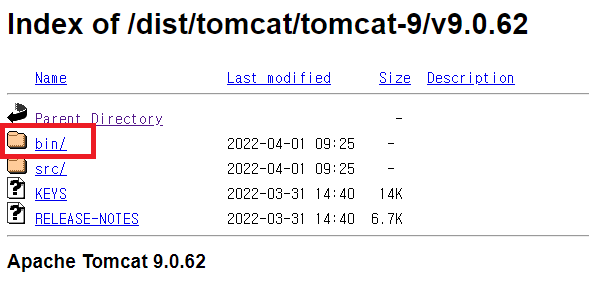 Index of /dist/tomcat/tomcat-9/v9.0.62
Name Last modified Size Description
Parent Directory -
bin/ 2022-04-01 09:25 -
src/ 2022-04-01 09:25 -
KEYS 2022-03-31 14:40 14K
RELEASE-NOTES 2022-03-31 14:40 6.7K
Apache Tomcat 9.0.62